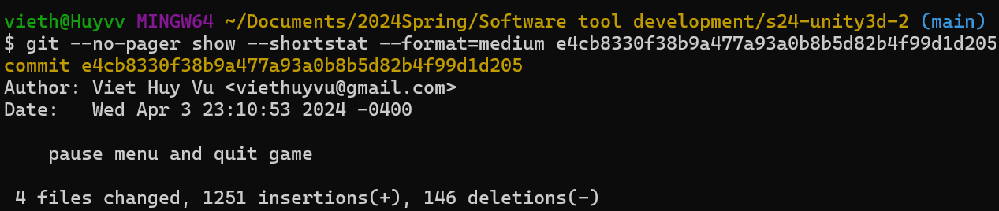 vieth@Huyvv MINGW64 ~/Documents/2024Spring/Software tool development/s24-unity3d-2 (main)
$ git --no-pager show --shortstat --format=medium e4cb8330f38b9a477a93a0b8b5d82b4f99d1d205
commit e4cb8330f38b9a477a93a0b8b5d82b4f99d1d205
Author: Viet Huy Vu <viethuyvu@gmail.com>
Date:   Wed Apr 3 23:10:53 2024 -0400
    pause menu and quit game
 4 files changed, 1251 insertions(+), 146 deletions(-)